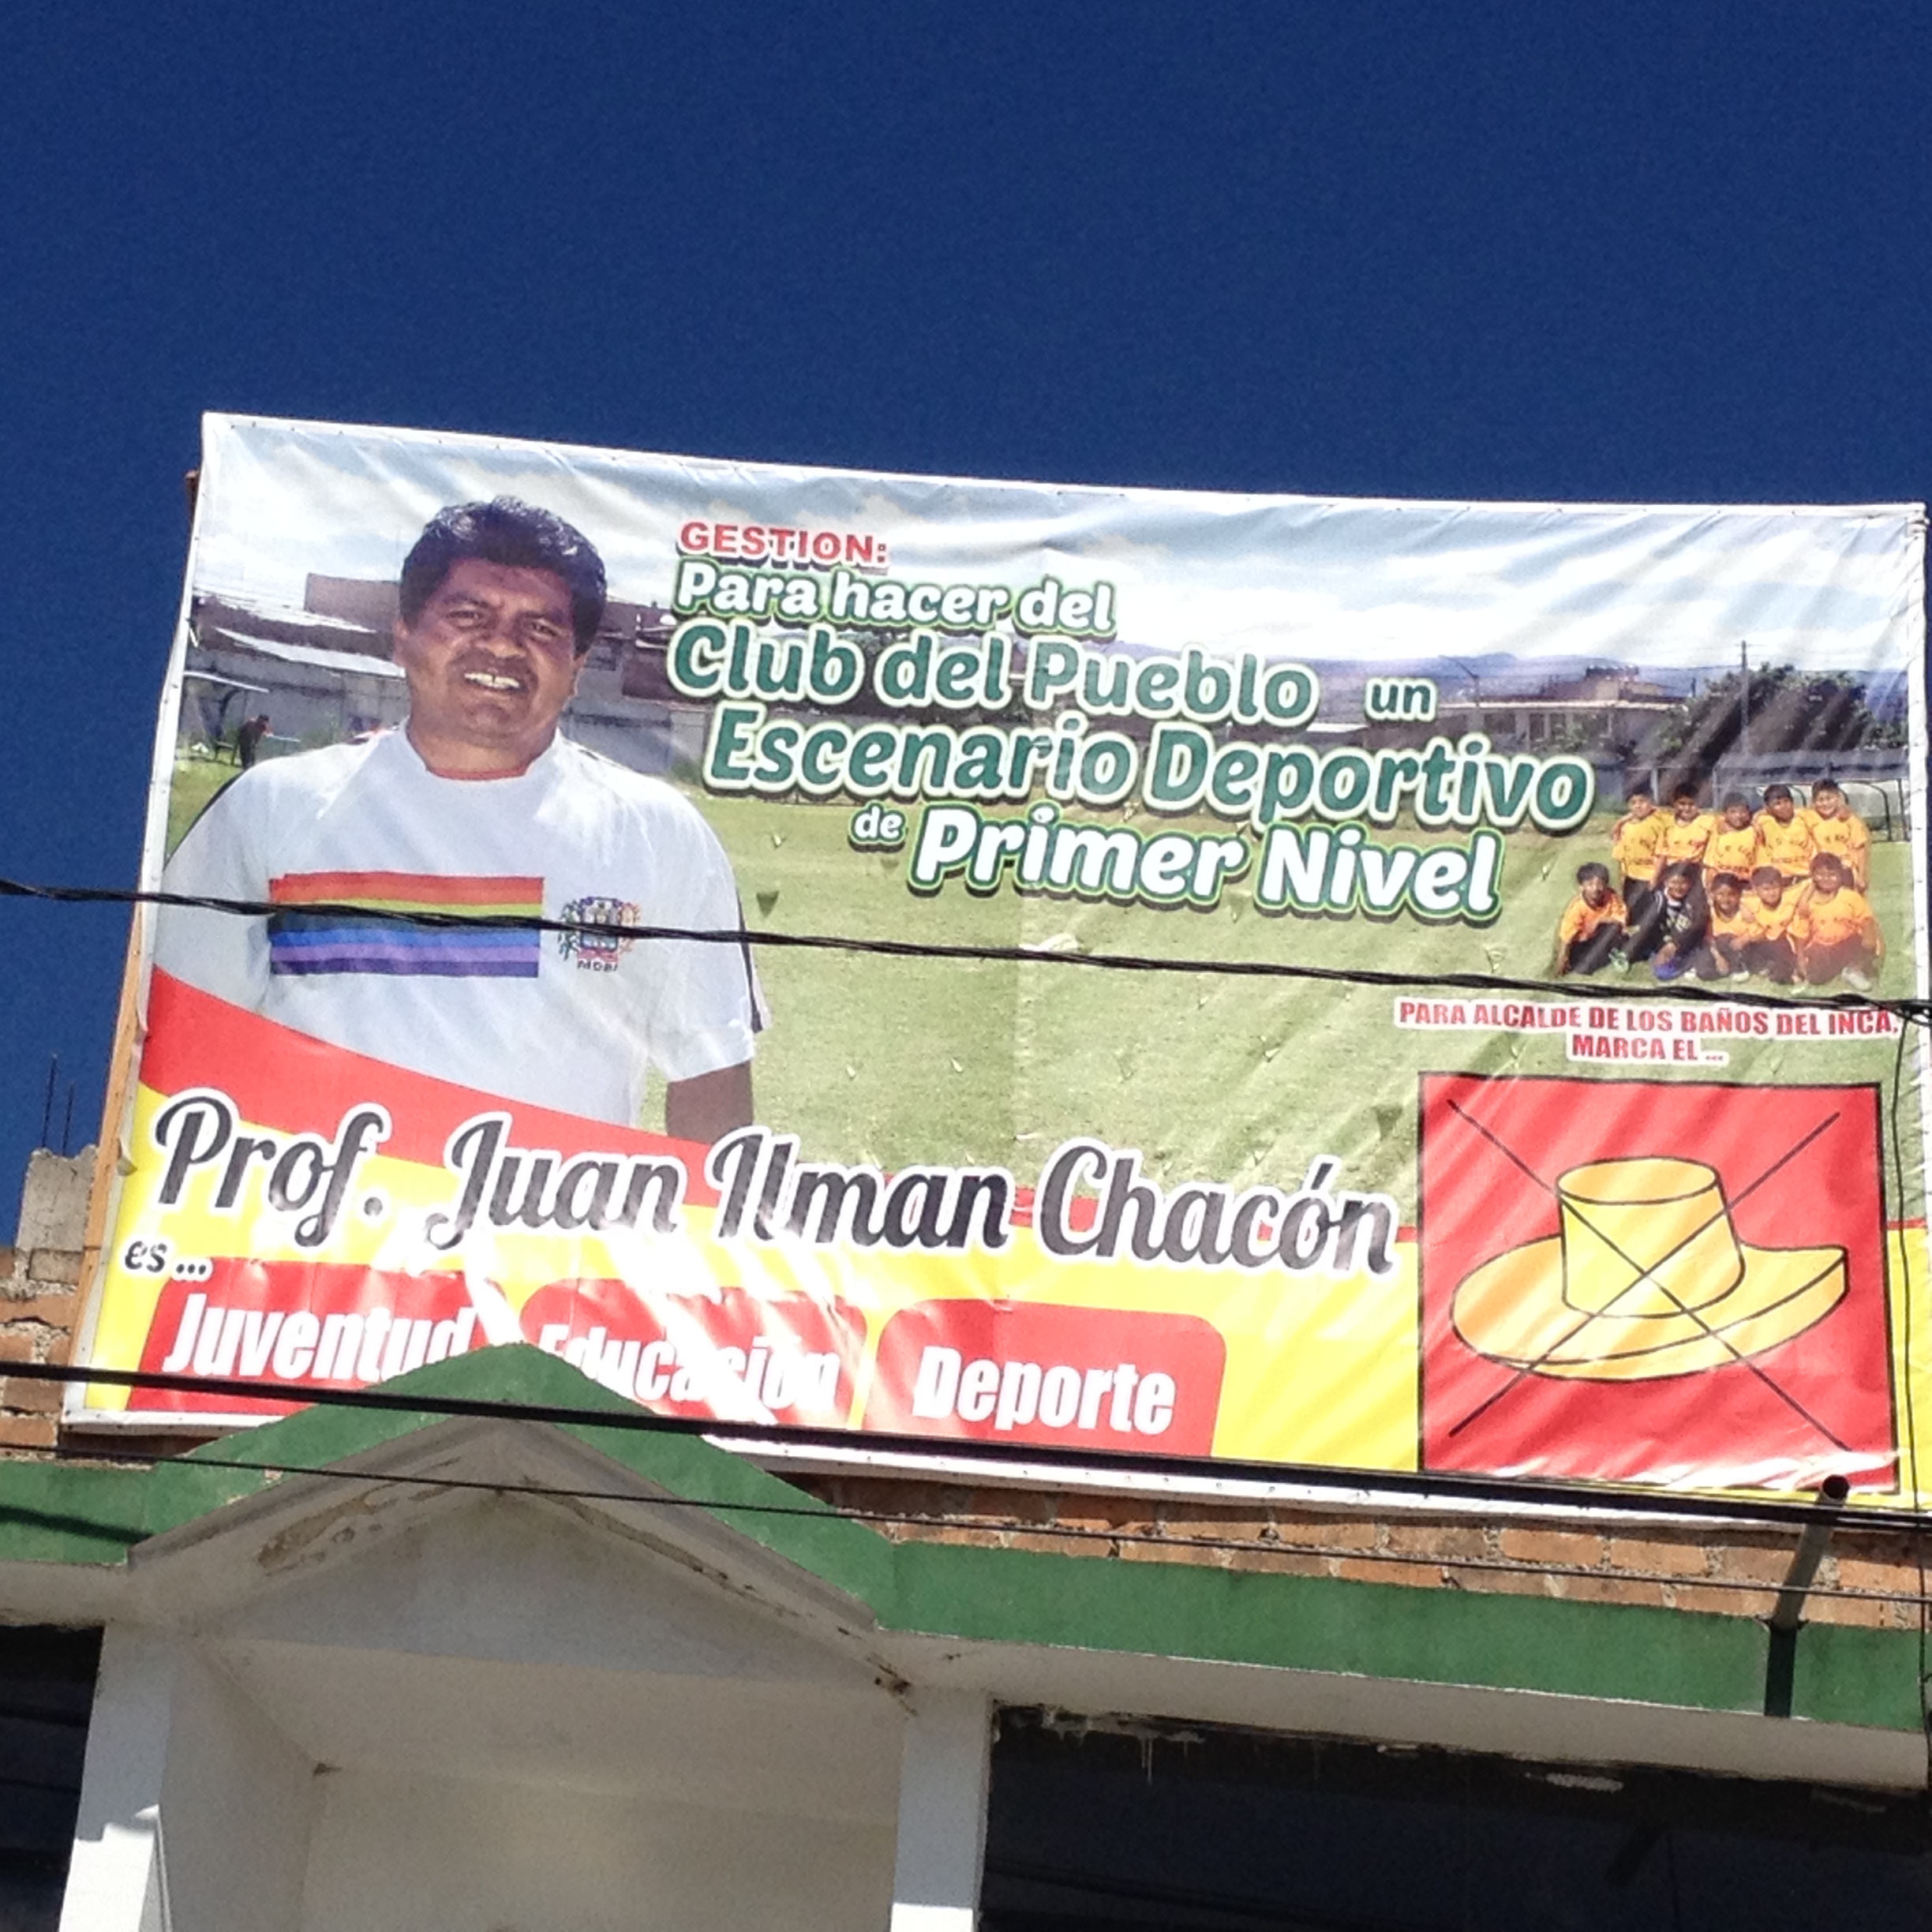 GESTION:
Para hacer del
Club del Pueblo un
Escenario Deportivo
de Primer Nivel
PARA ALCALDE DE LOS BAÑOS DEL INCA,
MARCA EL ...
Prof. Juan Ilman Chacón
es ...
Juventud Educación Deporte